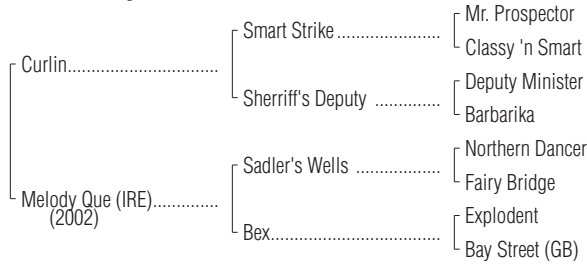 Mr. Prospector
Smart Strike ..................
Classy 'n Smart
Curlin..............................
Deputy Minister
Sherriff's Deputy .............
Barbarika
Northern Dancer
Sadler's Wells .................
Fairy Bridge
Melody Que (IRE).............
(2002)
Explodent
Bex..................................
Bay Street (GB)